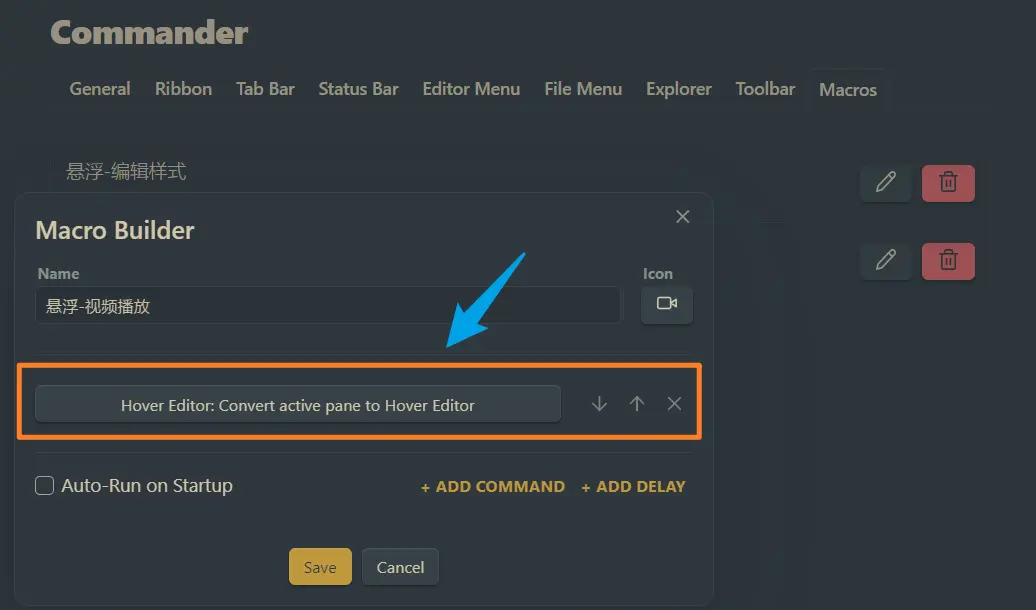 Commander
General Ribbon Tab Bar Status Bar Editor Menu File Menu Explorer Toolbar Macros
悬浮-编辑样式
Macro Builder
Name Icon
悬浮-视频播放
Hover Editor: Convert active pane to Hover Editor
Auto-Run on Startup + ADD COMMAND + ADD DELAY
Save Cancel